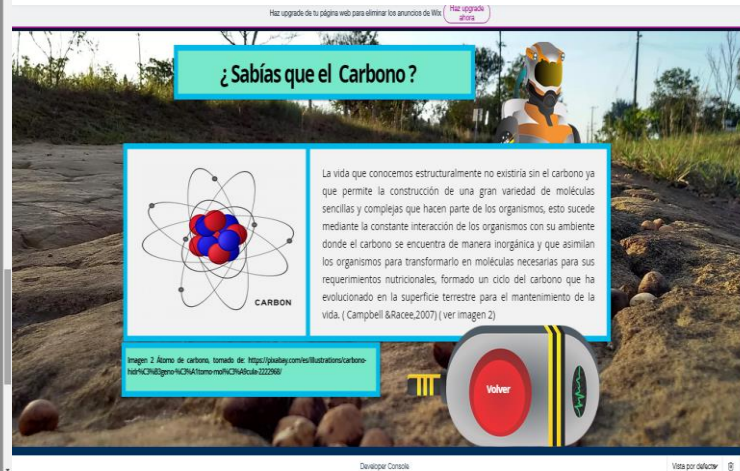 Haz upgrade de tu página web para eliminar los anuncios de Wix
Haz upgrade
ahora
¿ Sabías que el Carbono ?
CARBON
La vida que conocemos estructuralmente no existiría sin el carbono ya
que permite la construcción de una gran variedad de moléculas
sencillas y complejas que hacen parte de los organismos, esto sucede
mediante la constante interacción de los organismos con su ambiente
donde el carbono se encuentra de manera inorgánica y que asimilan
los organismos para transformarlo en moléculas necesarias para sus
requerimientos nutricionales, formado un ciclo del carbono que ha
evolucionado en la superficie terrestre para el mantenimiento de la
vida. ( Campbell &Racee,2007) ( ver imagen 2)
Imagen 2 Átomo de carbono, tomado de: https://pixabay.com/es/illustrations/carbono-
hidr%C3%B3geno-%C3%A1tomo-mol%C3%A9cula-2222968/
Volver
Developer Console
Vista por defecto